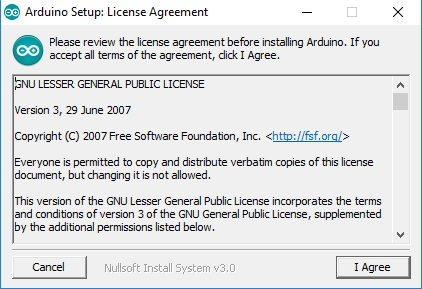 Arduino Setup: License Agreement
Please review the license agreement before installing Arduino. If you
accept all terms of the agreement, click I Agree.
GNU LESSER GENERAL PUBLIC LICENSE
Version 3, 29 June 2007
Copyright (C) 2007 Free Software Foundation, Inc. <http://fsf.org/>
Everyone is permitted to copy and distribute verbatim copies of this license
document, but changing it is not allowed.
This version of the GNU Lesser General Public License incorporates the terms
and conditions of version 3 of the GNU General Public License, supplemented
by the additional permissions listed below.
Cancel
Nullsoft Install System v3.0
I Agree